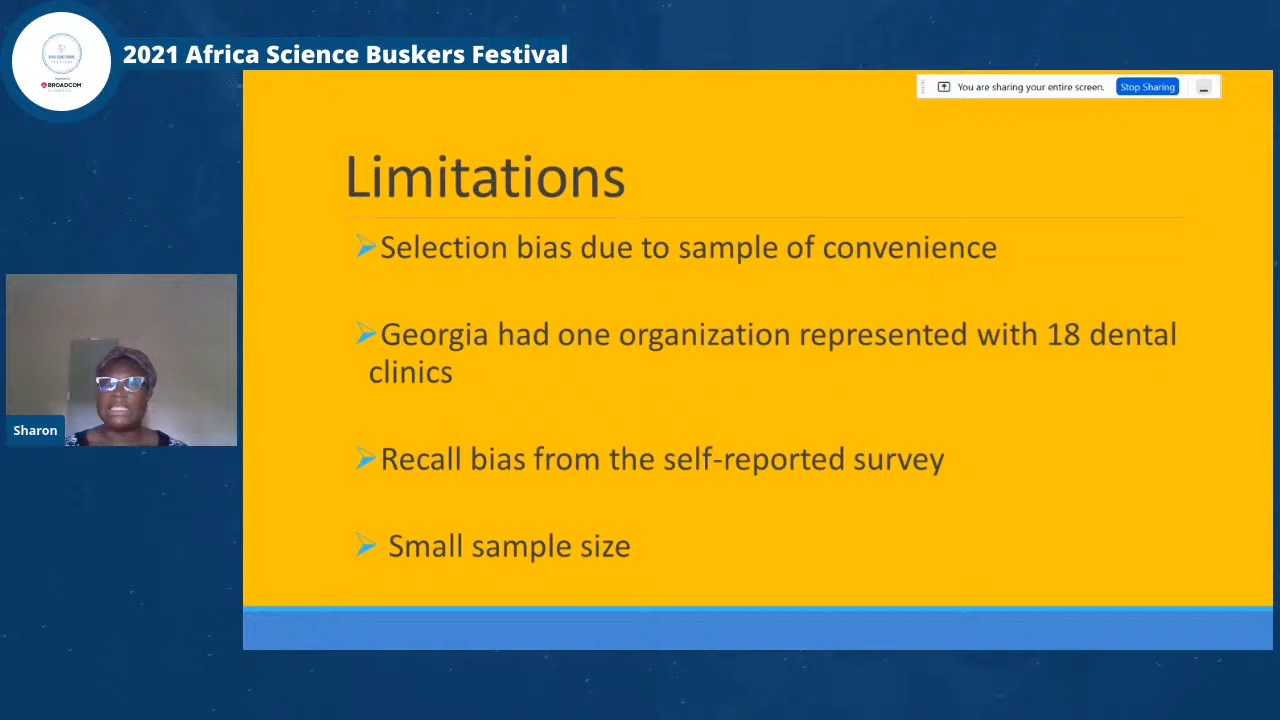 2021 Africa Science Buskers Festival
BROADCOM
You are sharing your entire screen.
Stop Sharing
Limitations
Selection bias due to sample of convenience
Georgia had one organization represented with 18 dental
clinics
Recall bias from the self-reported survey
Small sample size
Sharon